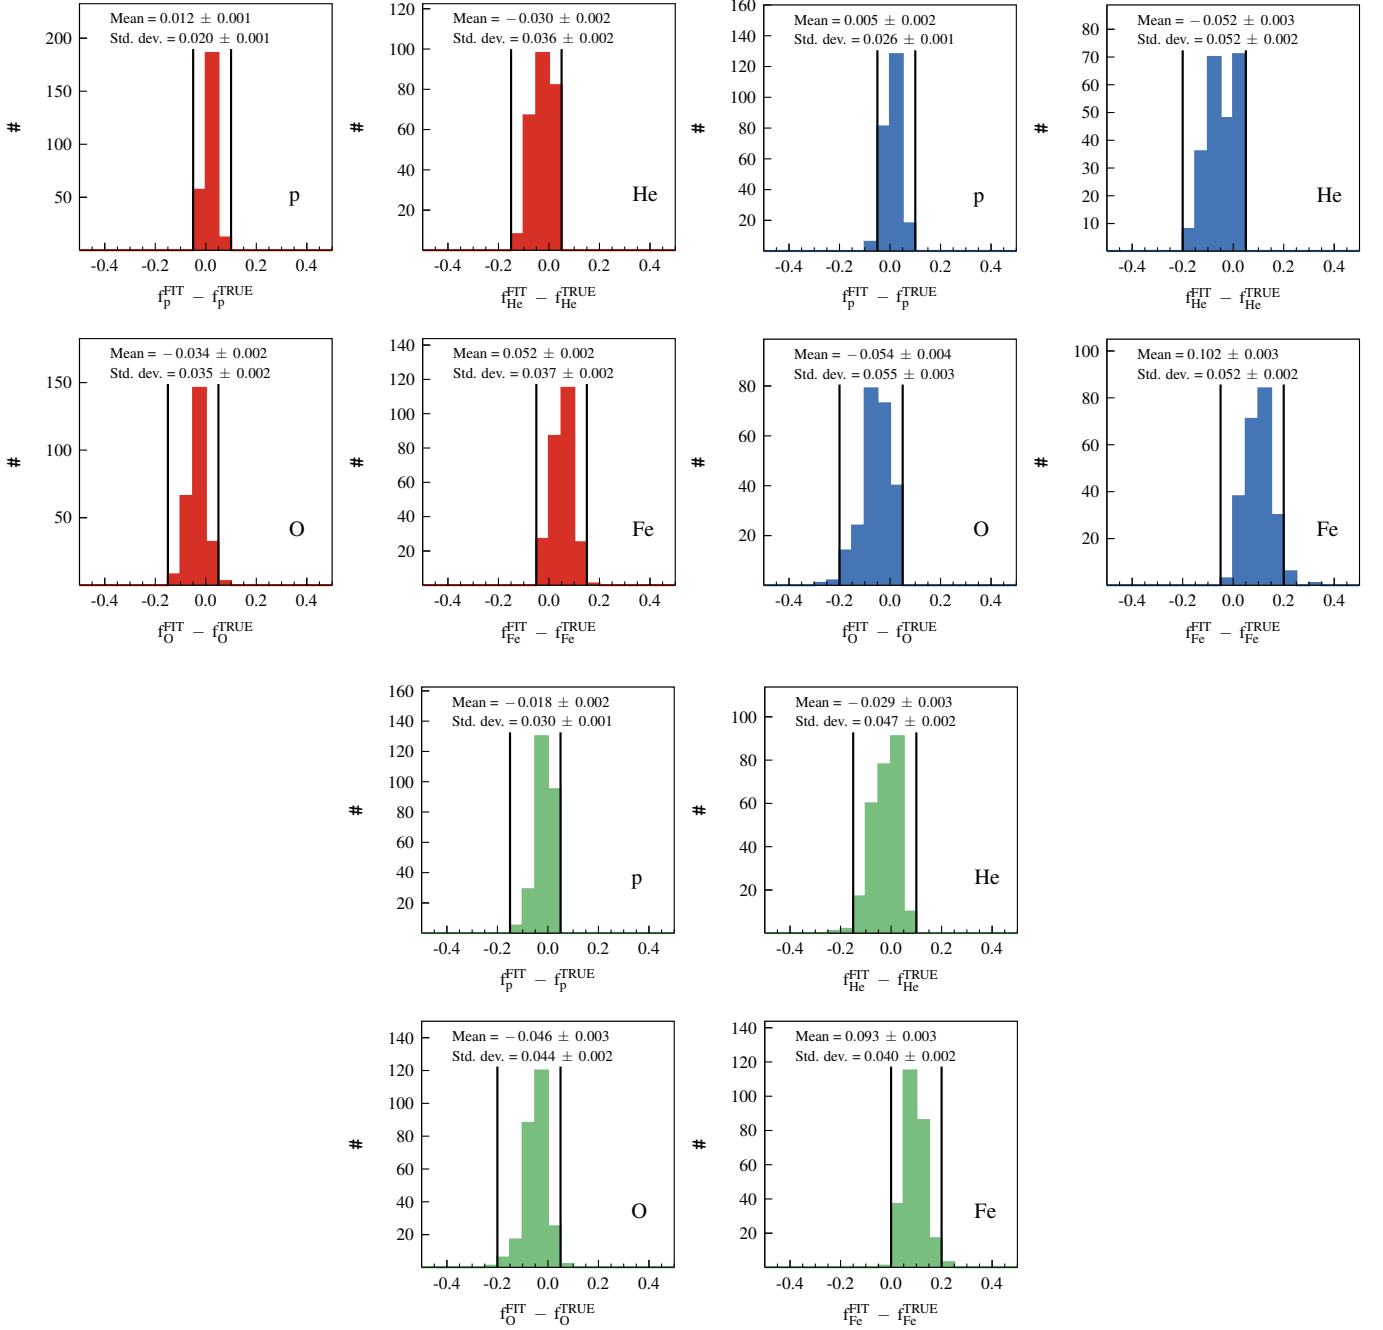 Mean = 0.012 ± 0.001
Std. dev. = 0.020 ± 0.001
200
150
100
50
#
p
-0.4 -0.2 0.0 0.2 0.4
f_p^FIT − f_p^TRUE
Mean = −0.030 ± 0.002
Std. dev. = 0.036 ± 0.002
120
100
80
60
40
20
#
He
-0.4 -0.2 0.0 0.2 0.4
f_He^FIT − f_He^TRUE
Mean = 0.005 ± 0.002
Std. dev. = 0.026 ± 0.001
160
140
120
100
80
60
40
20
#
p
-0.4 -0.2 0.0 0.2 0.4
f_p^FIT − f_p^TRUE
Mean = −0.052 ± 0.003
Std. dev. = 0.052 ± 0.002
80
70
60
50
40
30
20
10
#
He
-0.4 -0.2 0.0 0.2 0.4
f_He^FIT − f_He^TRUE
Mean = −0.034 ± 0.002
Std. dev. = 0.035 ± 0.002
150
100
50
#
O
-0.4 -0.2 0.0 0.2 0.4
f_O^FIT − f_O^TRUE
Mean = 0.052 ± 0.002
Std. dev. = 0.037 ± 0.002
140
120
100
80
60
40
20
#
Fe
-0.4 -0.2 0.0 0.2 0.4
f_Fe^FIT − f_Fe^TRUE
Mean = −0.054 ± 0.004
Std. dev. = 0.055 ± 0.003
80
60
40
20
#
O
-0.4 -0.2 0.0 0.2 0.4
f_O^FIT − f_O^TRUE
Mean = 0.102 ± 0.003
Std. dev. = 0.052 ± 0.002
100
80
60
40
20
#
Fe
-0.4 -0.2 0.0 0.2 0.4
f_Fe^FIT − f_Fe^TRUE
Mean = −0.018 ± 0.002
Std. dev. = 0.030 ± 0.001
160
140
120
100
80
60
40
20
#
p
-0.4 -0.2 0.0 0.2 0.4
f_p^FIT − f_p^TRUE
Mean = −0.029 ± 0.003
Std. dev. = 0.047 ± 0.002
100
80
60
40
20
#
He
-0.4 -0.2 0.0 0.2 0.4
f_He^FIT − f_He^TRUE
Mean = −0.046 ± 0.003
Std. dev. = 0.044 ± 0.002
140
120
100
80
60
40
20
#
O
-0.4 -0.2 0.0 0.2 0.4
f_O^FIT − f_O^TRUE
Mean = 0.093 ± 0.003
Std. dev. = 0.040 ± 0.002
140
120
100
80
60
40
20
#
Fe
-0.4 -0.2 0.0 0.2 0.4
f_Fe^FIT − f_Fe^TRUE